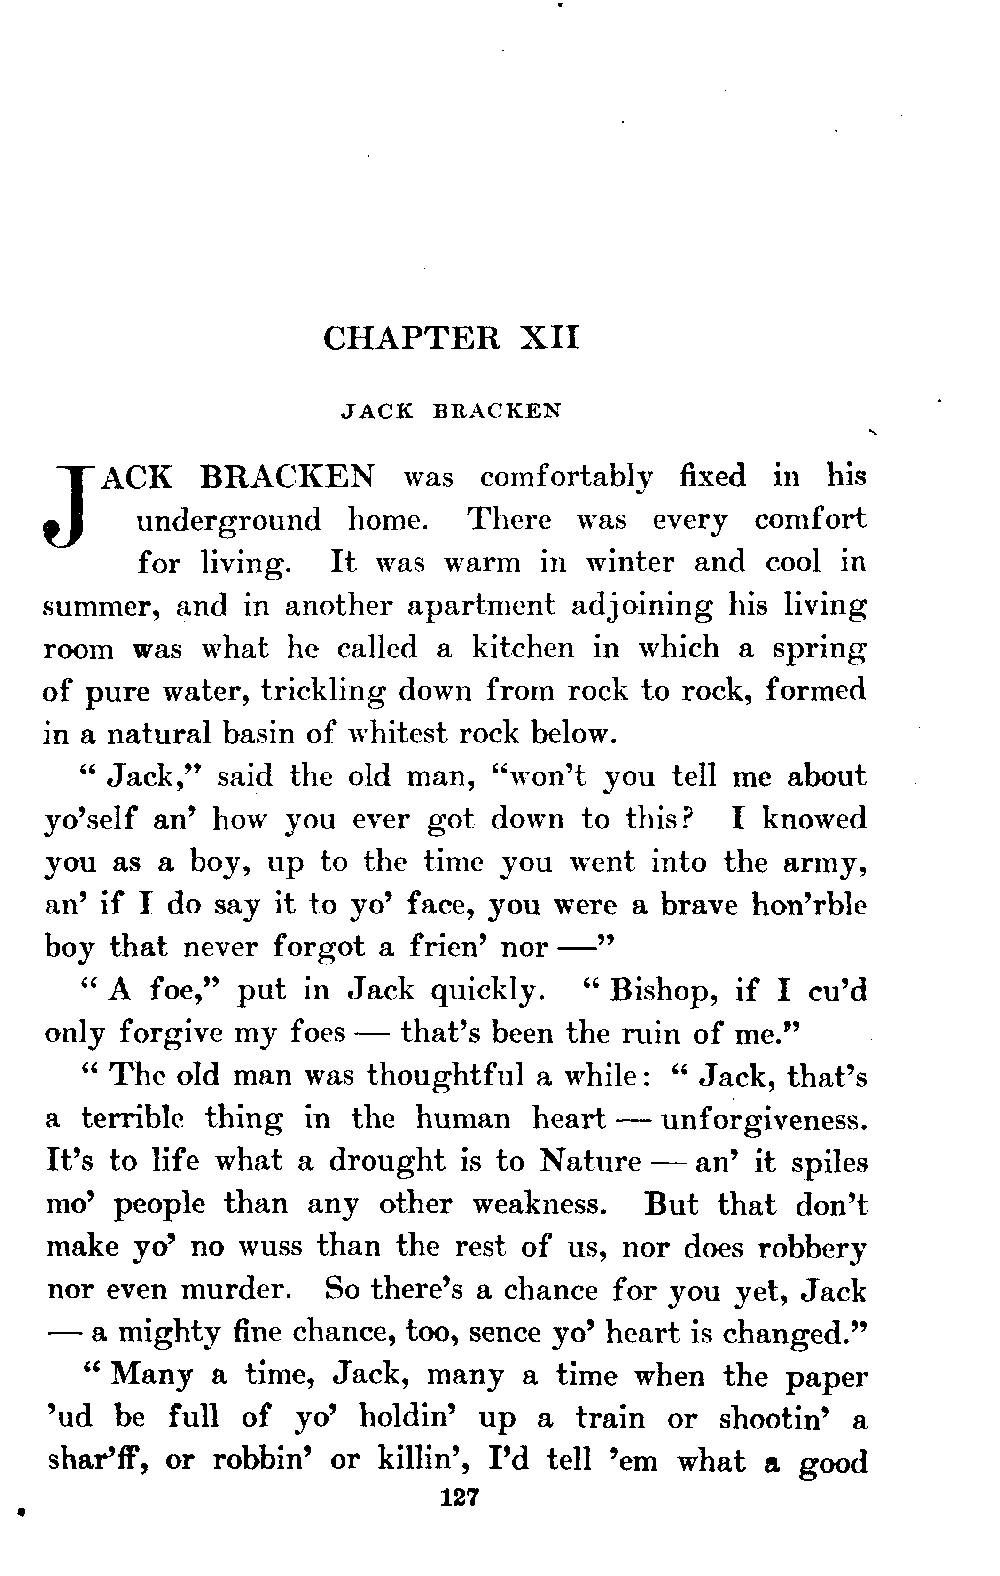 CHAPTER XII
JACK BRACKEN
JACK BRACKEN was comfortably fixed in his
underground home. There was every comfort
for living. It was warm in winter and cool in
summer, and in another apartment adjoining his living
room was what he called a kitchen in which a spring
of pure water, trickling down from rock to rock, formed
in a natural basin of whitest rock below.
“ Jack,” said the old man, “won’t you tell me about
yo’self an’ how you ever got down to this? I knowed
you as a boy, up to the time you went into the army,
an’ if I do say it to yo’ face, you were a brave hon’rble
boy that never forgot a frien’ nor —”
“ A foe,” put in Jack quickly. “ Bishop, if I cu’d
only forgive my foes — that’s been the ruin of me.”
“ The old man was thoughtful a while: “ Jack, that’s
a terrible thing in the human heart — unforgiveness.
It’s to life what a drought is to Nature — an’ it spiles
mo’ people than any other weakness. But that don’t
make yo’ no wuss than the rest of us, nor does robbery
nor even murder. So there’s a chance for you yet, Jack
— a mighty fine chance, too, sence yo’ heart is changed.”
“ Many a time, Jack, many a time when the paper
’ud be full of yo’ holdin’ up a train or shootin’ a
shar’ff, or robbin’ or killin’, I’d tell ’em what a good
127